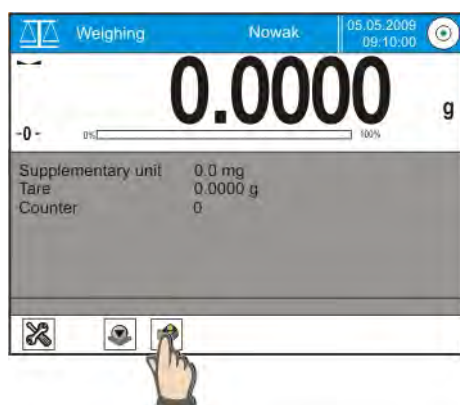 Weighing Nowak 05.05.2009
09:10:00
0.0000 g
-0- 0% 100%
Supplementary unit 0.0 mg
Tare 0.0000 g
Counter 0